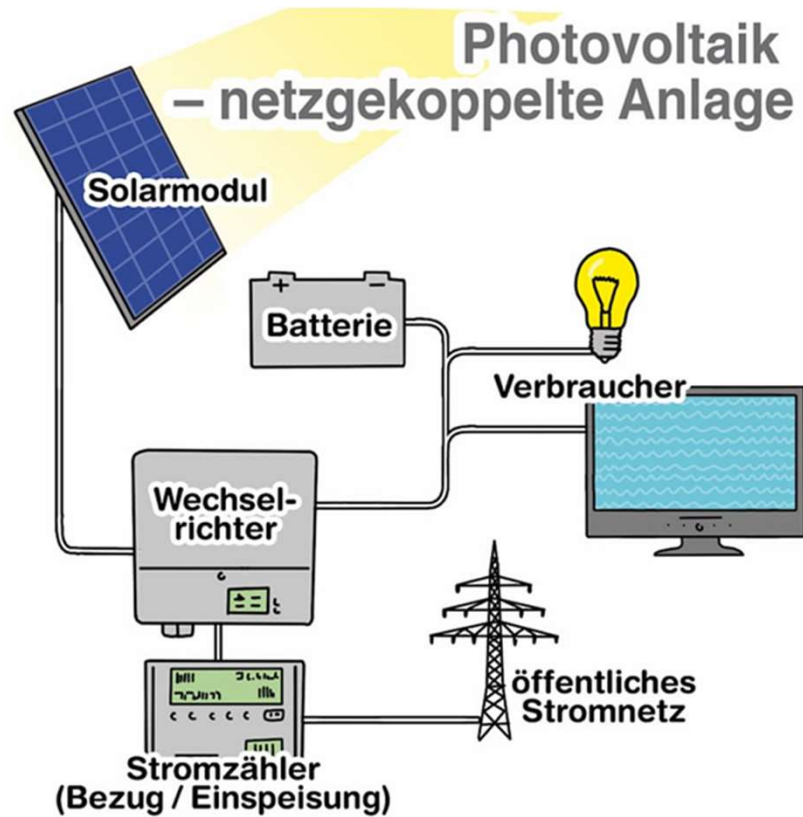 Photovoltaik
– netzgekoppelte Anlage
Solarmodul
+ –
Batterie
Verbraucher
Wechsel-
richter
öffentliches
Stromnetz
Stromzähler
(Bezug / Einspeisung)